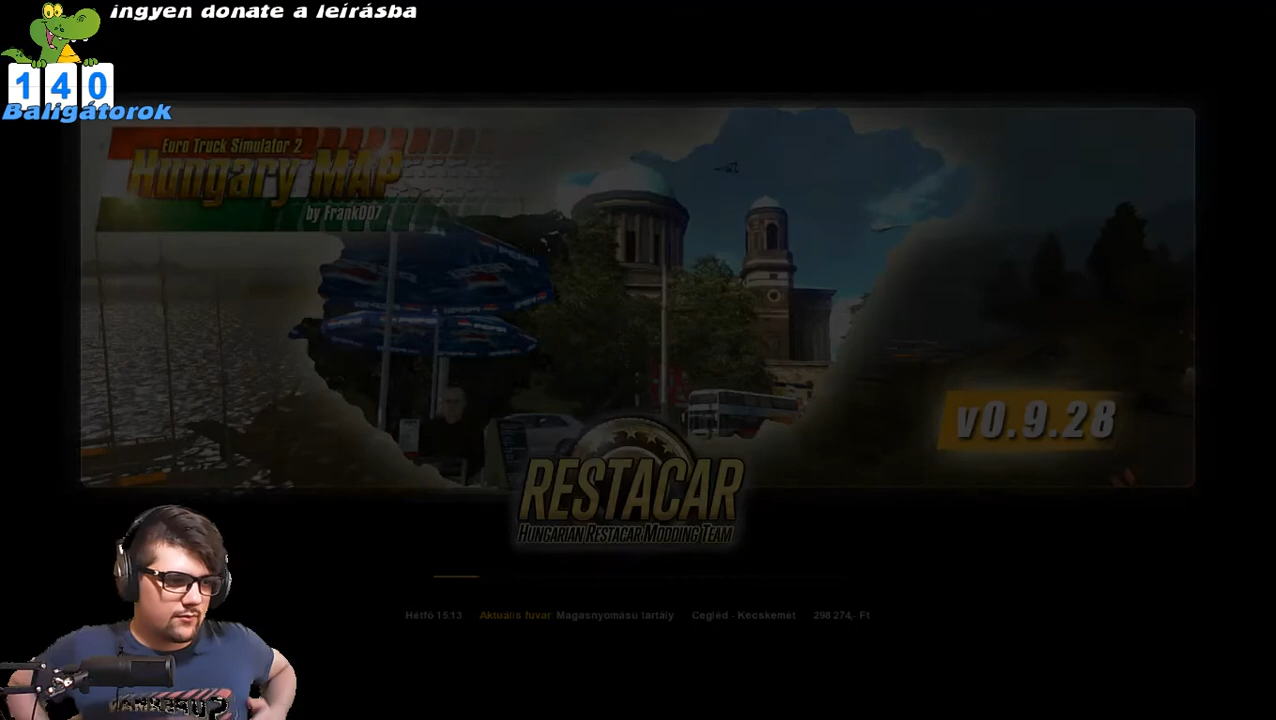 ingyen donate a leírásba
140
Baligátorok
Euro Truck Simulator 2
Hungary MAP
by Frank007
v0.9.28
RESTACAR
HUNGARIAN RESTACAR MODDING TEAM
Hétfő 15:13 Aktuális fuvar Magasnyomású tartály Cegléd - Kecskemét 298 274,- Ft